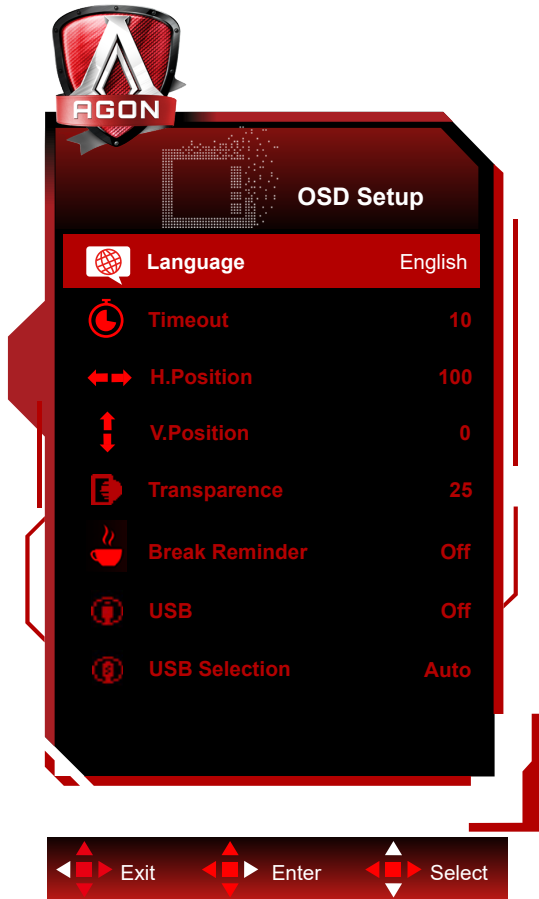 AGON
OSD Setup
Language English
Timeout 10
H.Position 100
V.Position 0
Transparence 25
Break Reminder Off
USB Off
USB Selection Auto
Exit Enter Select